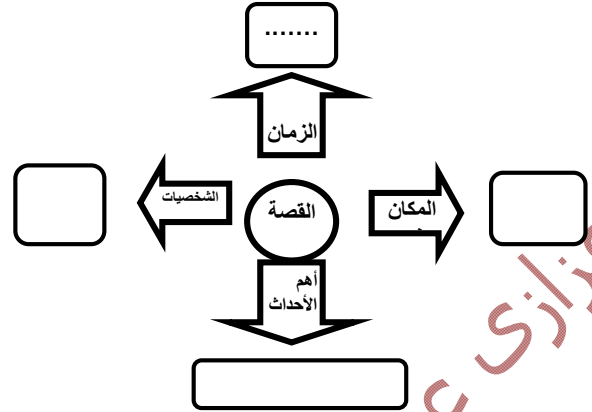 .......
الزمان
الشخصيات
القصة
المكان
أهم
الأحداث